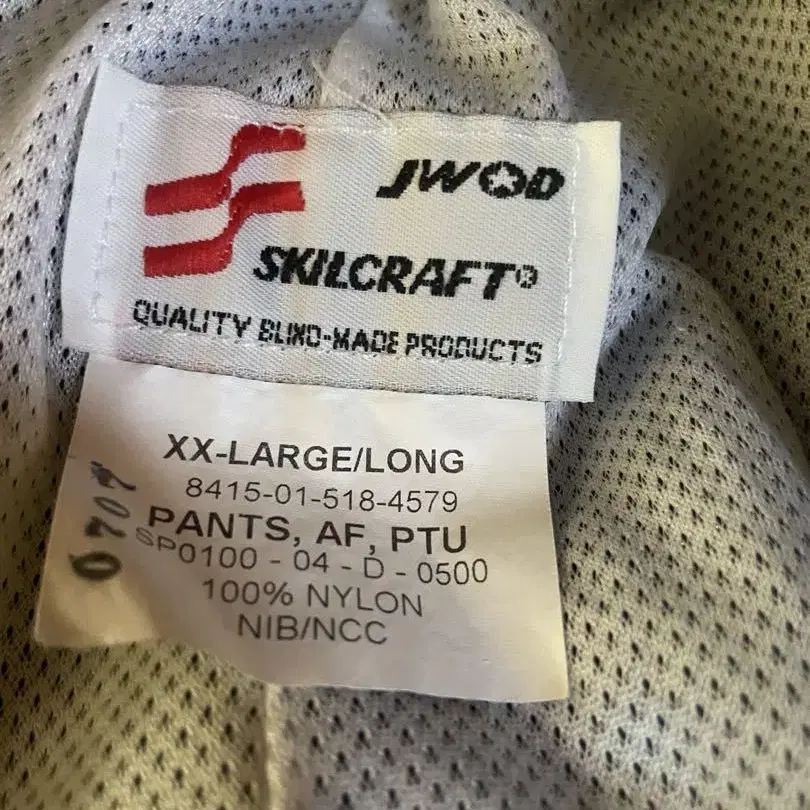 JWOD
SKILCRAFT®
QUALITY BLIND-MADE PRODUCTS
XX-LARGE/LONG
8415-01-518-4579
PANTS, AF, PTU
SP0100 - 04 - D - 0500
100% NYLON
NIB/NCC
0707